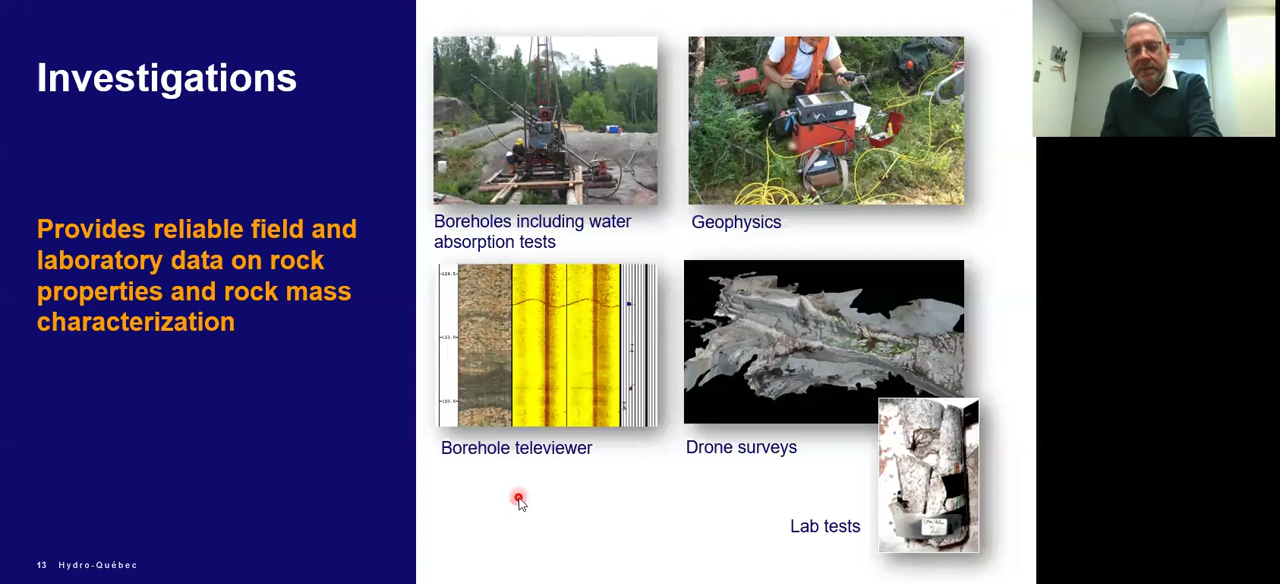 Investigations
Provides reliable field and
laboratory data on rock
properties and rock mass
characterization
Boreholes including water
absorption tests
Geophysics
Borehole televiewer
Drone surveys
Lab tests
13 Hydro-Québec